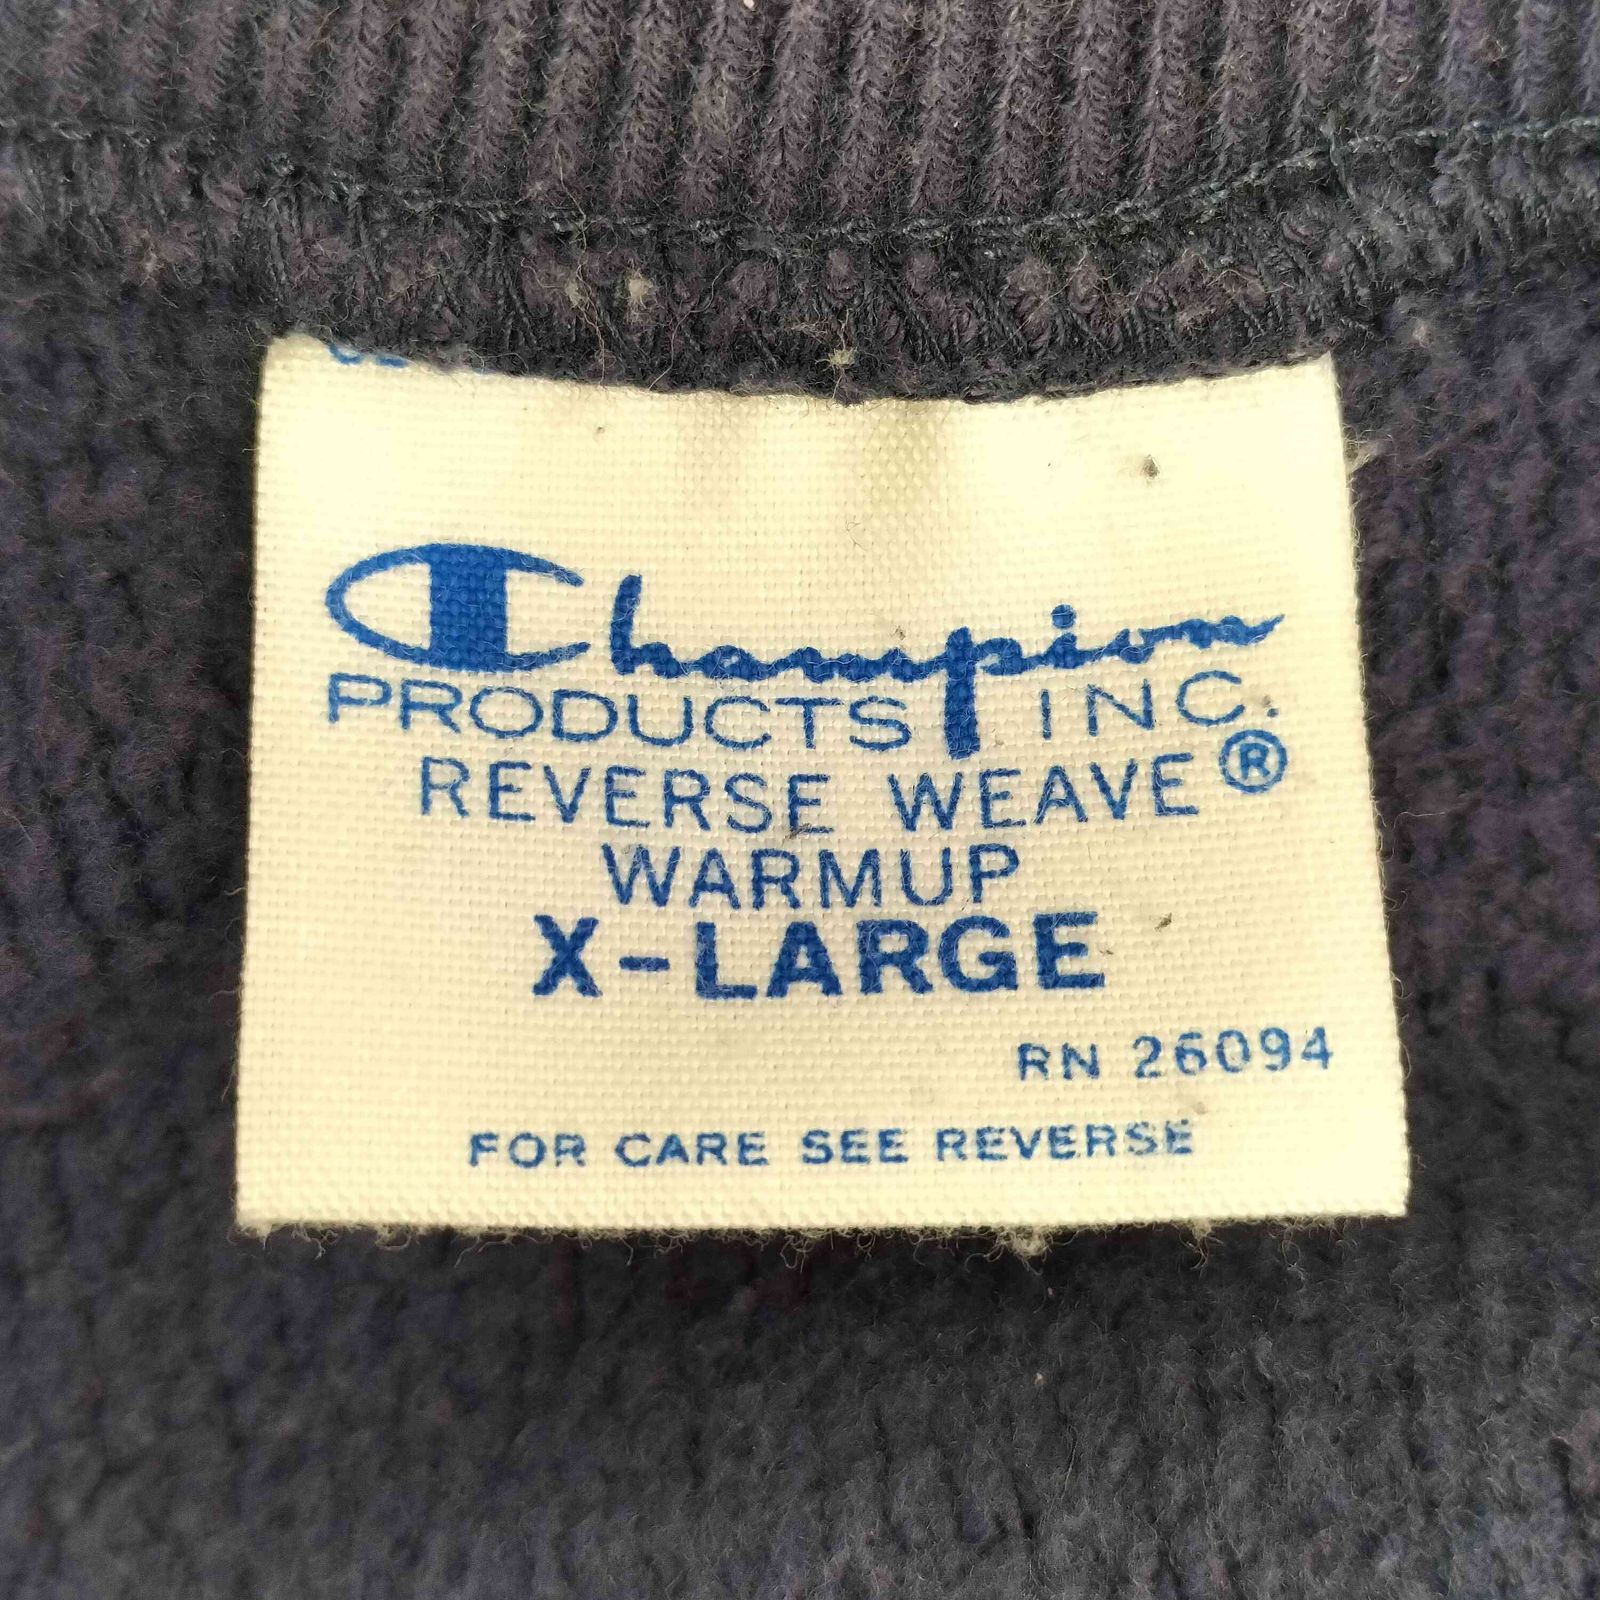 Champion
PRODUCTS INC.
REVERSE WEAVE®
WARMUP
X-LARGE
RN 26094
FOR CARE SEE REVERSE